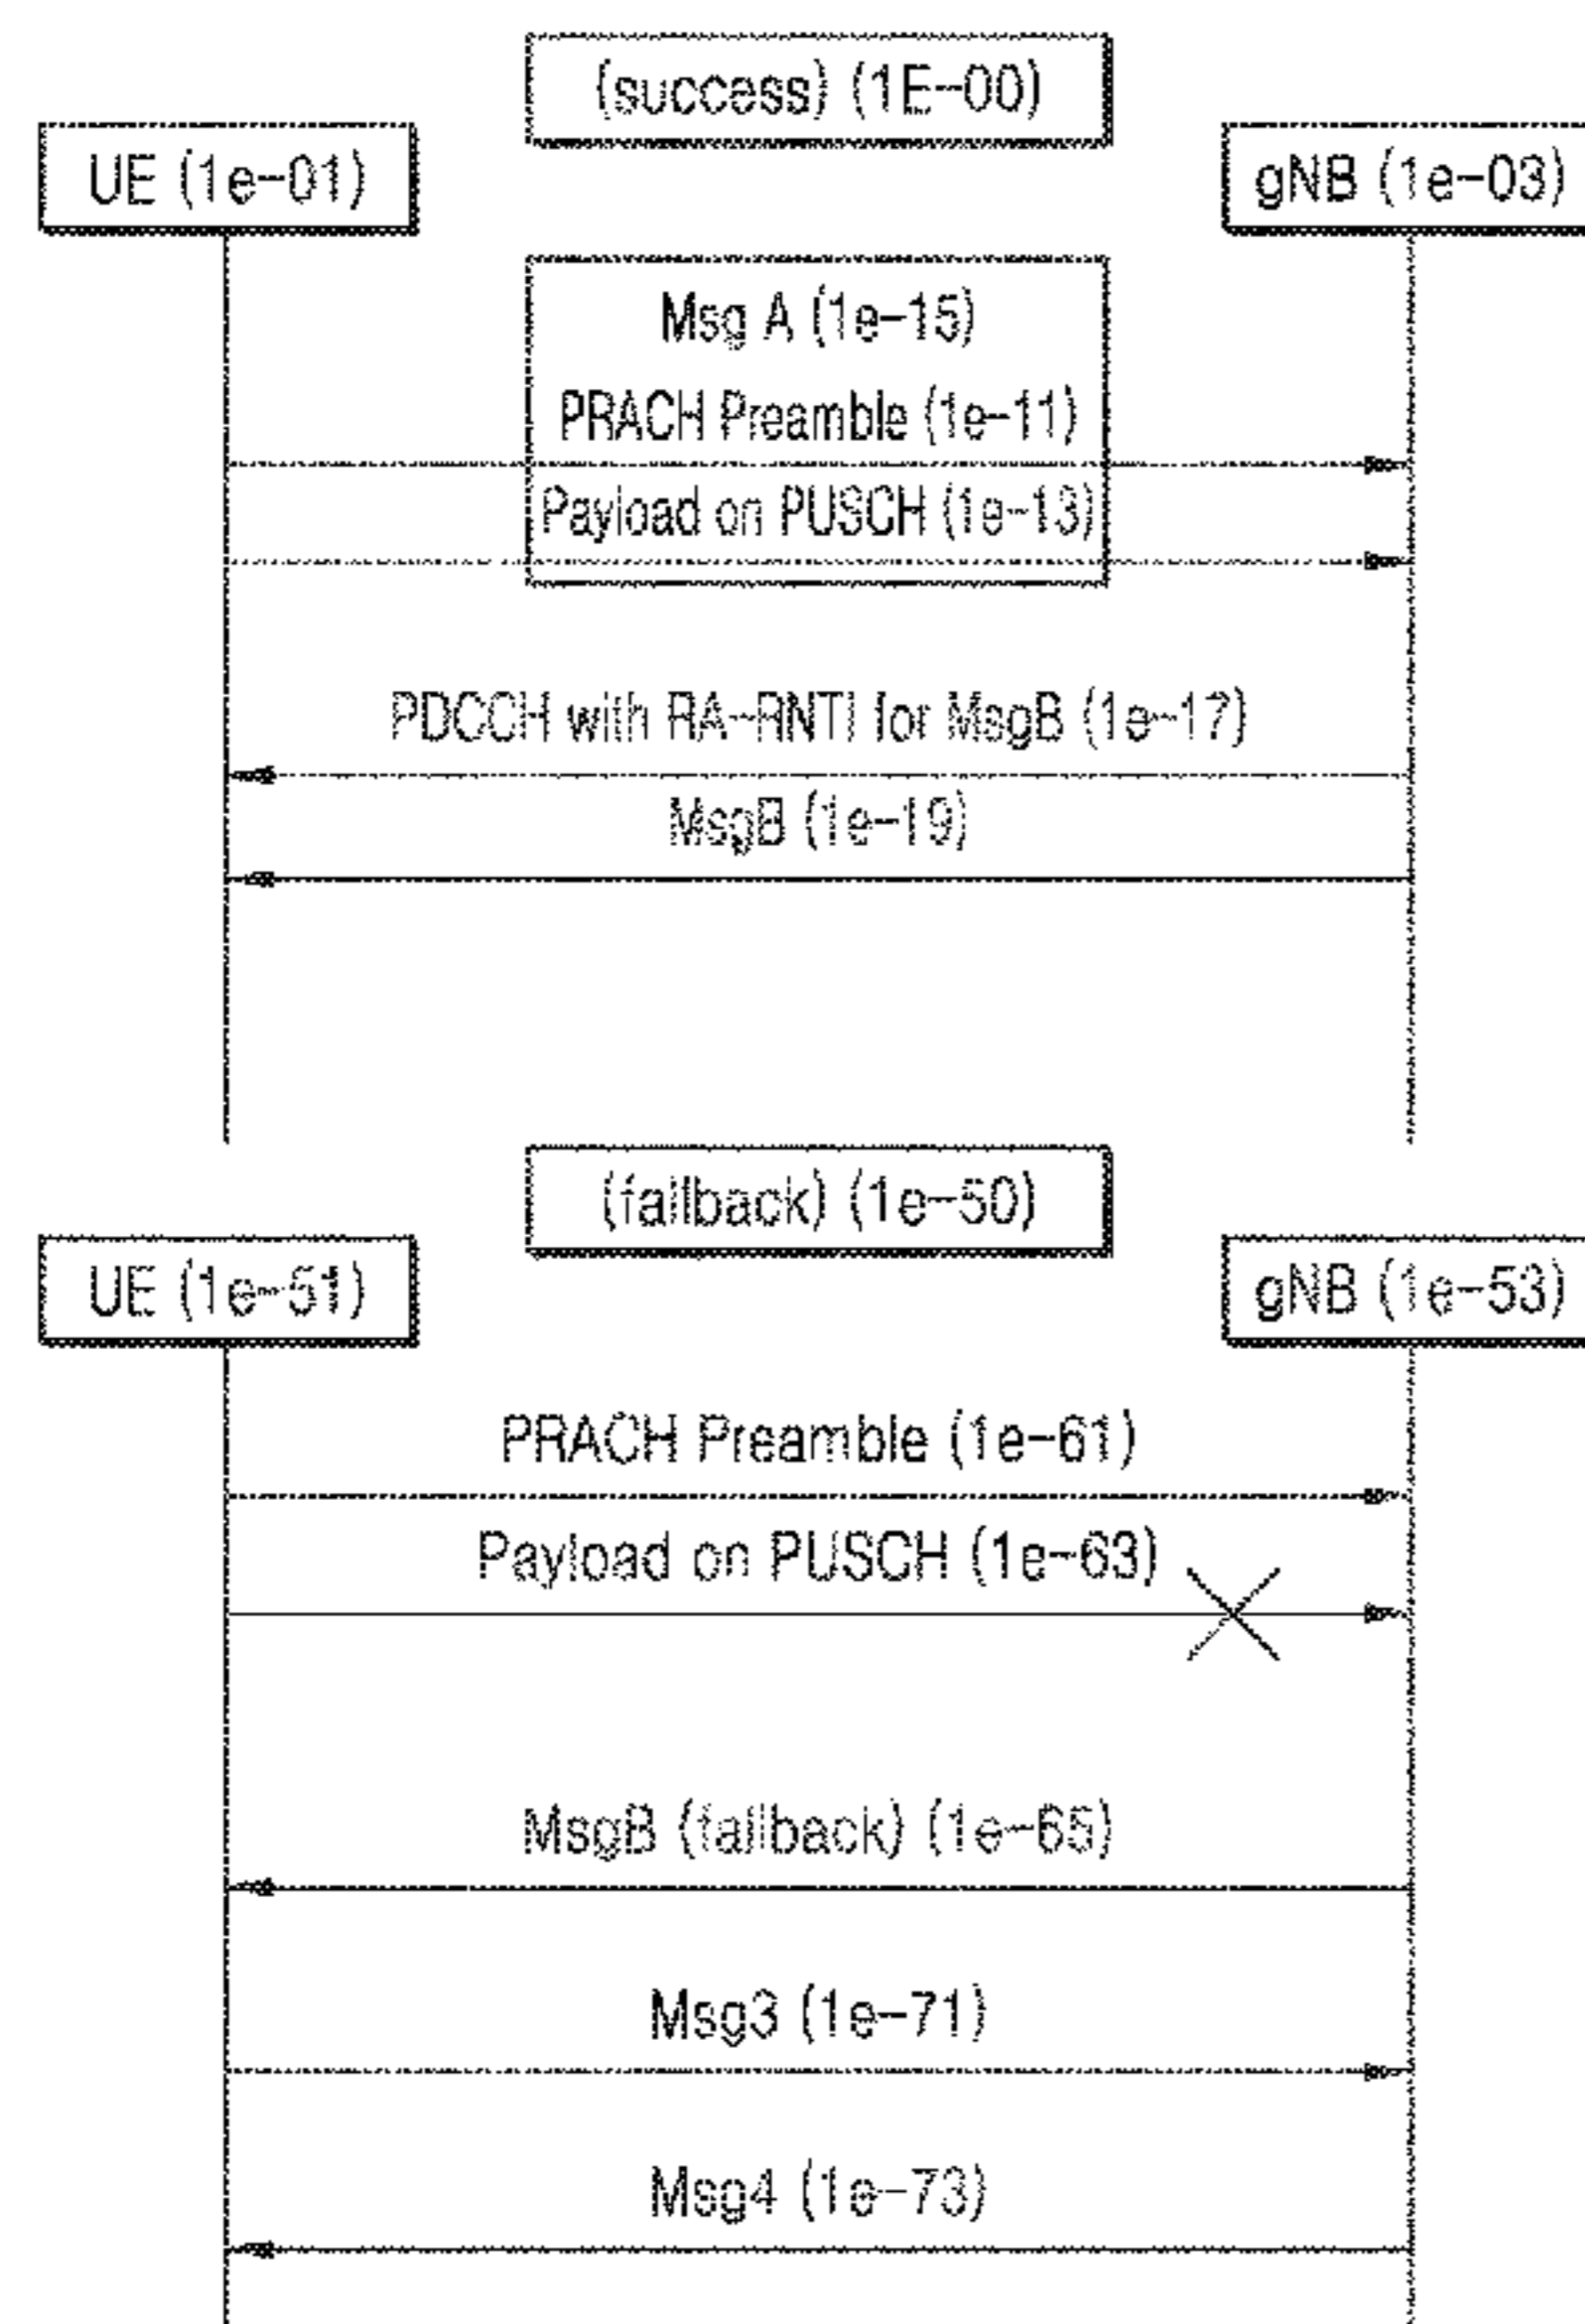 (success) (1E-00)
UE (1e-01)
gNB (1e-03)
Msg A (1e-15)
PRACH Preamble (1e-11)
Payload on PUSCH (1e-13)
PDCCH with RA-RNTI for MsgB (1e-17)
MsgB (1e-19)
(fallback) (1e-50)
UE (1e-51)
gNB (1e-53)
PRACH Preamble (1e-61)
Payload on PUSCH (1e-63)
MsgB (fallback) (1e-65)
Msg3 (1e-71)
Msg4 (1e-73)